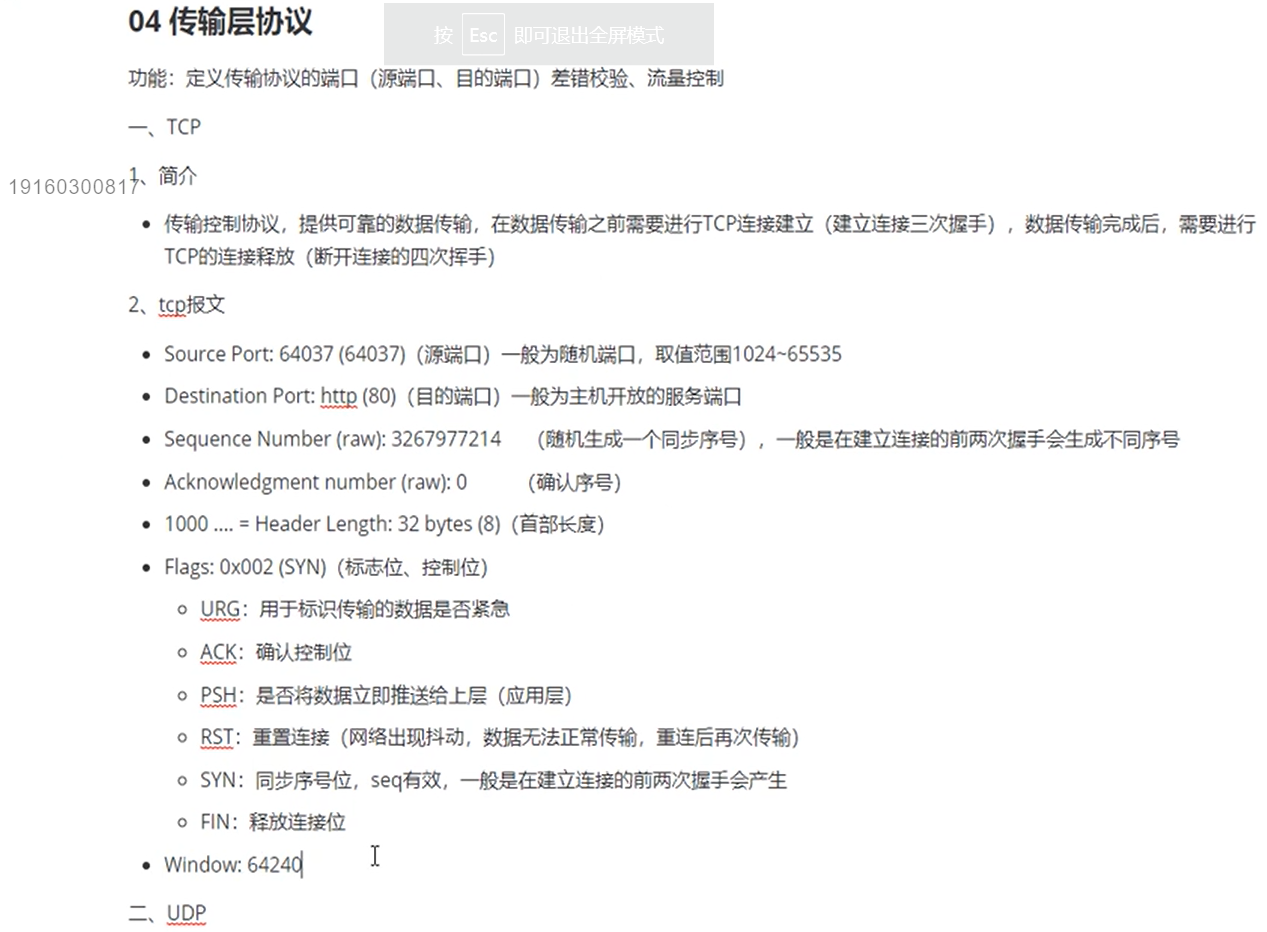 04 传输层协议
按 Esc 即可退出全屏模式
功能：定义传输协议的端口（源端口、目的端口）差错校验、流量控制
一、TCP
1、简介
19160300817
传输控制协议，提供可靠的数据传输，在数据传输之前需要进行TCP连接建立（建立连接三次握手），数据传输完成后，需要进行
TCP的连接释放（断开连接的四次挥手）
2、tcp报文
Source Port: 64037 (64037)（源端口）一般为随机端口，取值范围1024~65535
Destination Port: http (80)（目的端口）一般为主机开放的服务端口
Sequence Number (raw): 3267977214 （随机生成一个同步序号），一般是在建立连接的前两次握手会生成不同序号
Acknowledgment number (raw): 0 （确认序号）
1000 .... = Header Length: 32 bytes (8)（首部长度）
Flags: 0x002 (SYN)（标志位、控制位）
URG：用于标识传输的数据是否紧急
ACK：确认控制位
PSH：是否将数据立即推送给上层（应用层）
RST：重置连接（网络出现抖动，数据无法正常传输，重连后再次传输）
SYN：同步序号位，seq有效，一般是在建立连接的前两次握手会产生
FIN：释放连接位
Window: 64240
二、UDP